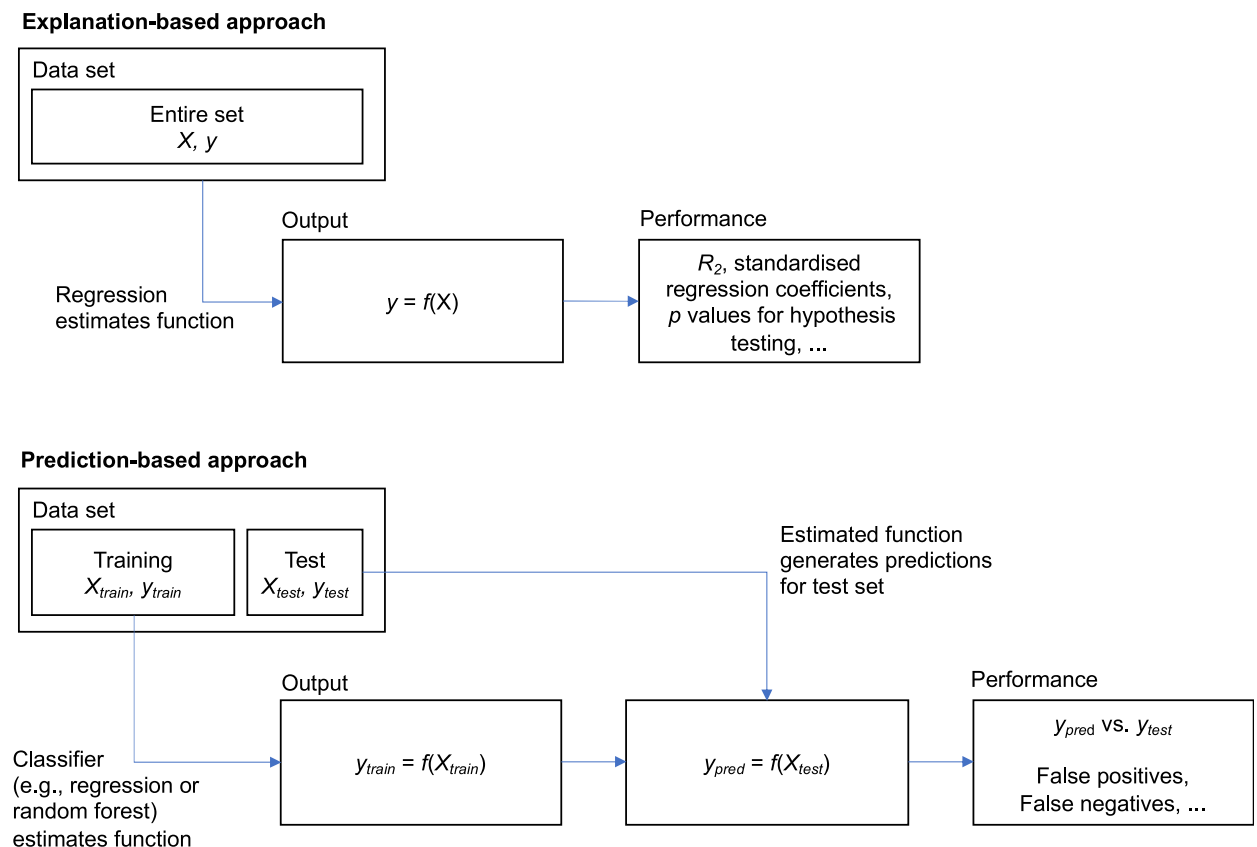 Explanation-based approach
Data set
Entire set
X, y
Regression
estimates function
Output
y = f(X)
Performance
R2, standardised
regression coefficients,
p values for hypothesis
testing, ...
Prediction-based approach
Data set
Training
Xtrain, ytrain
Test
Xtest, ytest
Estimated function
generates predictions
for test set
Classifier
(e.g., regression or
random forest)
estimates function
Output
ytrain = f(Xtrain)
ypred = f(Xtest)
Performance
ypred vs. ytest
False positives,
False negatives, ...